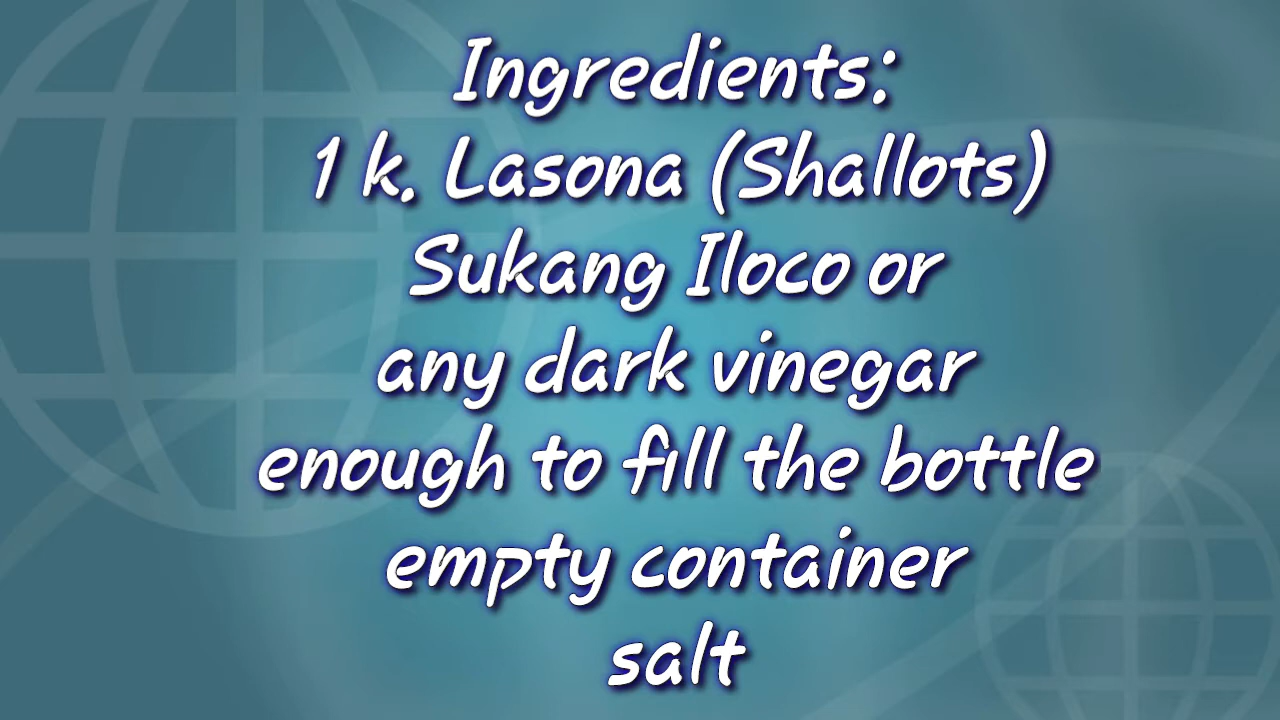 Ingredients:
1 k. Lasona (Shallots)
Sukang Iloco or
any dark vinegar
enough to fill the bottle
empty container
salt